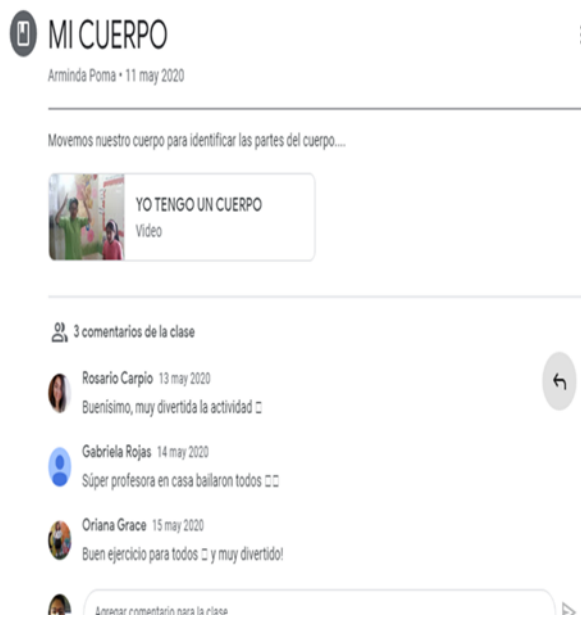 MI CUERPO
Arminda Poma • 11 may 2020
Movemos nuestro cuerpo para identificar las partes del cuerpo....
YO TENGO UN CUERPO
Video
3 comentarios de la clase
Rosario Carpio 13 may 2020
Buenísimo, muy divertida la actividad □
Gabriela Rojas 14 may 2020
Súper profesora en casa bailaron todos □□
Oriana Grace 15 may 2020
Buen ejercicio para todos □ y muy divertido!
Agregar comentario para la clase